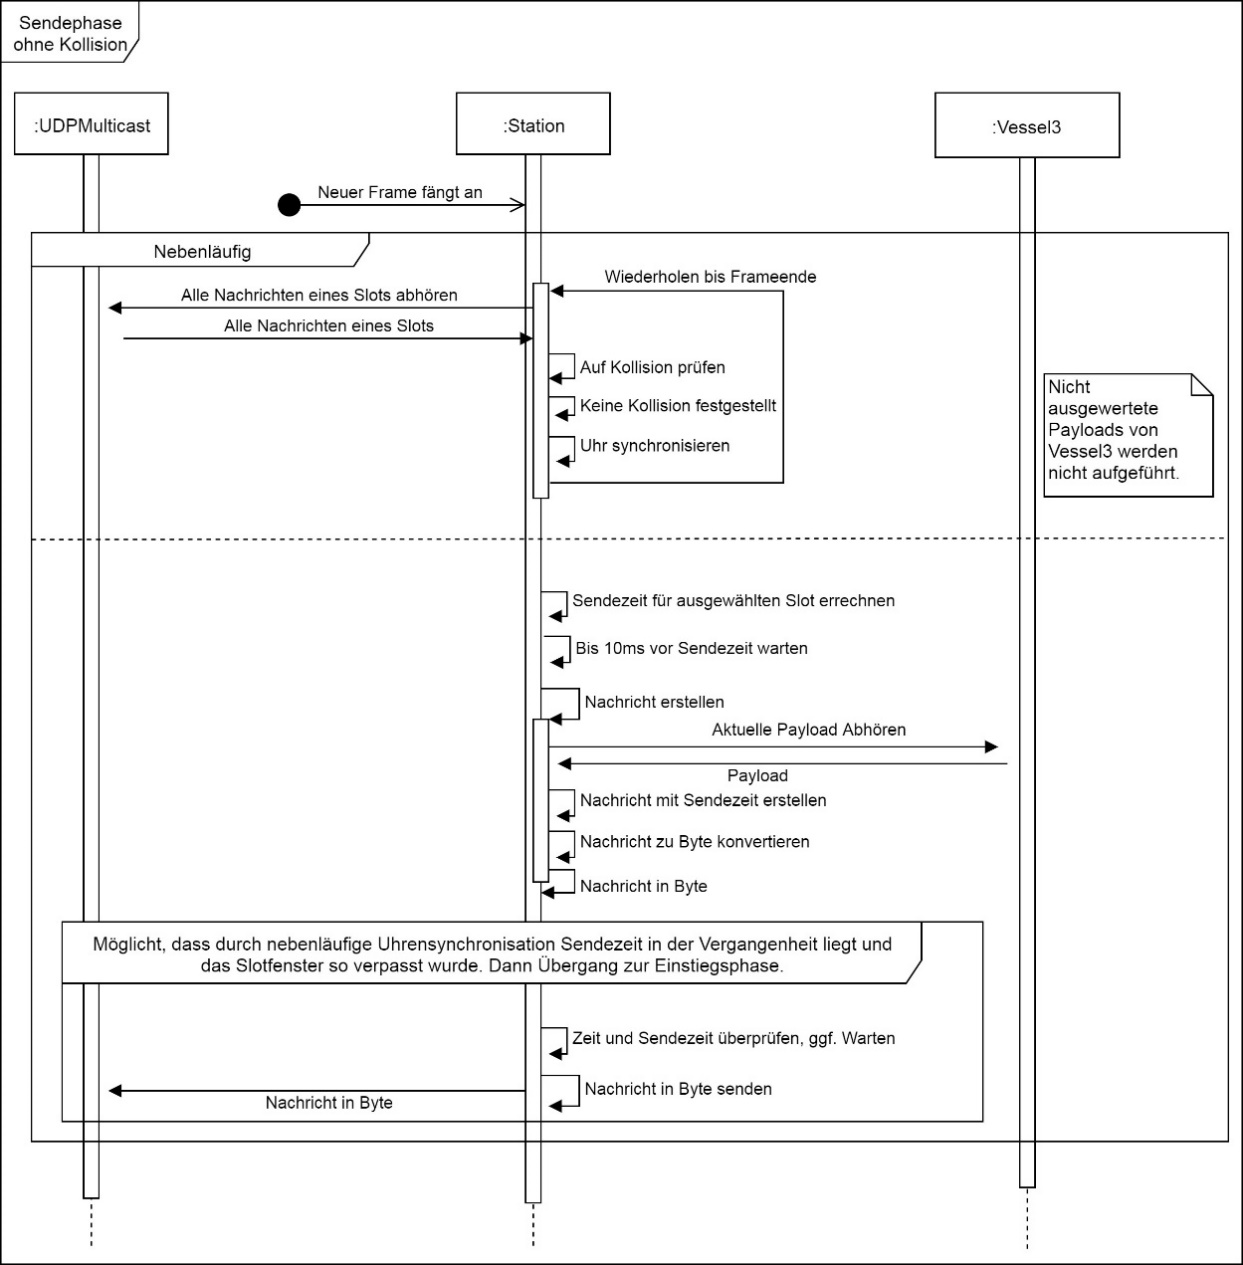 Sendephase
ohne Kollision
:UDPMulticast
:Station
:Vessel3
Neuer Frame fängt an
Nebenläufig
Wiederholen bis Frameende
Alle Nachrichten eines Slots abhören
Alle Nachrichten eines Slots
Auf Kollision prüfen
Keine Kollision festgestellt
Uhr synchronisieren
Nicht
ausgewertete
Payloads von
Vessel3 werden
nicht aufgeführt.
Sendezeit für ausgewählten Slot errechnen
Bis 10ms vor Sendezeit warten
Nachricht erstellen
Aktuelle Payload Abhören
Payload
Nachricht mit Sendezeit erstellen
Nachricht zu Byte konvertieren
Nachricht in Byte
Möglicht, dass durch nebenläufige Uhrensynchronisation Sendezeit in der Vergangenheit liegt und
das Slotfenster so verpasst wurde. Dann Übergang zur Einstiegsphase.
Zeit und Sendezeit überprüfen, ggf. Warten
Nachricht in Byte senden
Nachricht in Byte